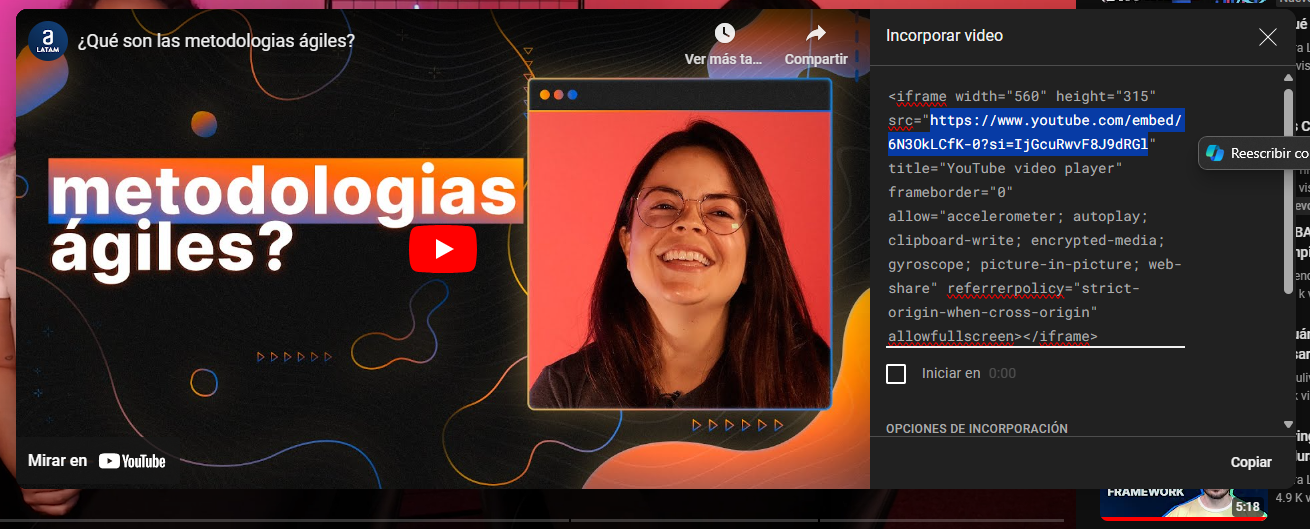 a
LATAM
¿Qué son las metodologias ágiles?
Ver más ta...
Compartir
metodologias
ágiles?
Mirar en YouTube
Incorporar video
<iframe width="560" height="315"
src="https://www.youtube.com/embed/
6N3OkLCfK-0?si=IjGcuRwvF8J9dRGl"
title="YouTube video player"
frameborder="0"
allow="accelerometer; autoplay;
clipboard-write; encrypted-media;
gyroscope; picture-in-picture; web-
share" referrerpolicy="strict-
origin-when-cross-origin"
allowfullscreen></iframe>
Iniciar en 0:00
OPCIONES DE INCORPORACIÓN
Copiar
Reescribir co
FRAMEWORK
5:18
4.9 K v